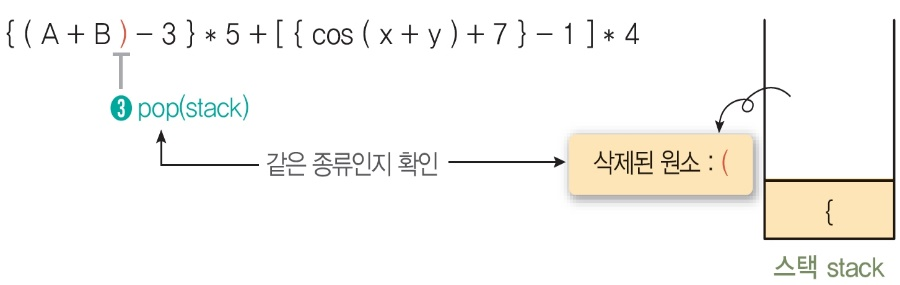 { ( A + B ) – 3 } * 5 + [ { cos ( x + y ) + 7 } – 1 ] * 4
❸ pop(stack)
같은 종류인지 확인
삭제된 원소 : (
{
스택 stack